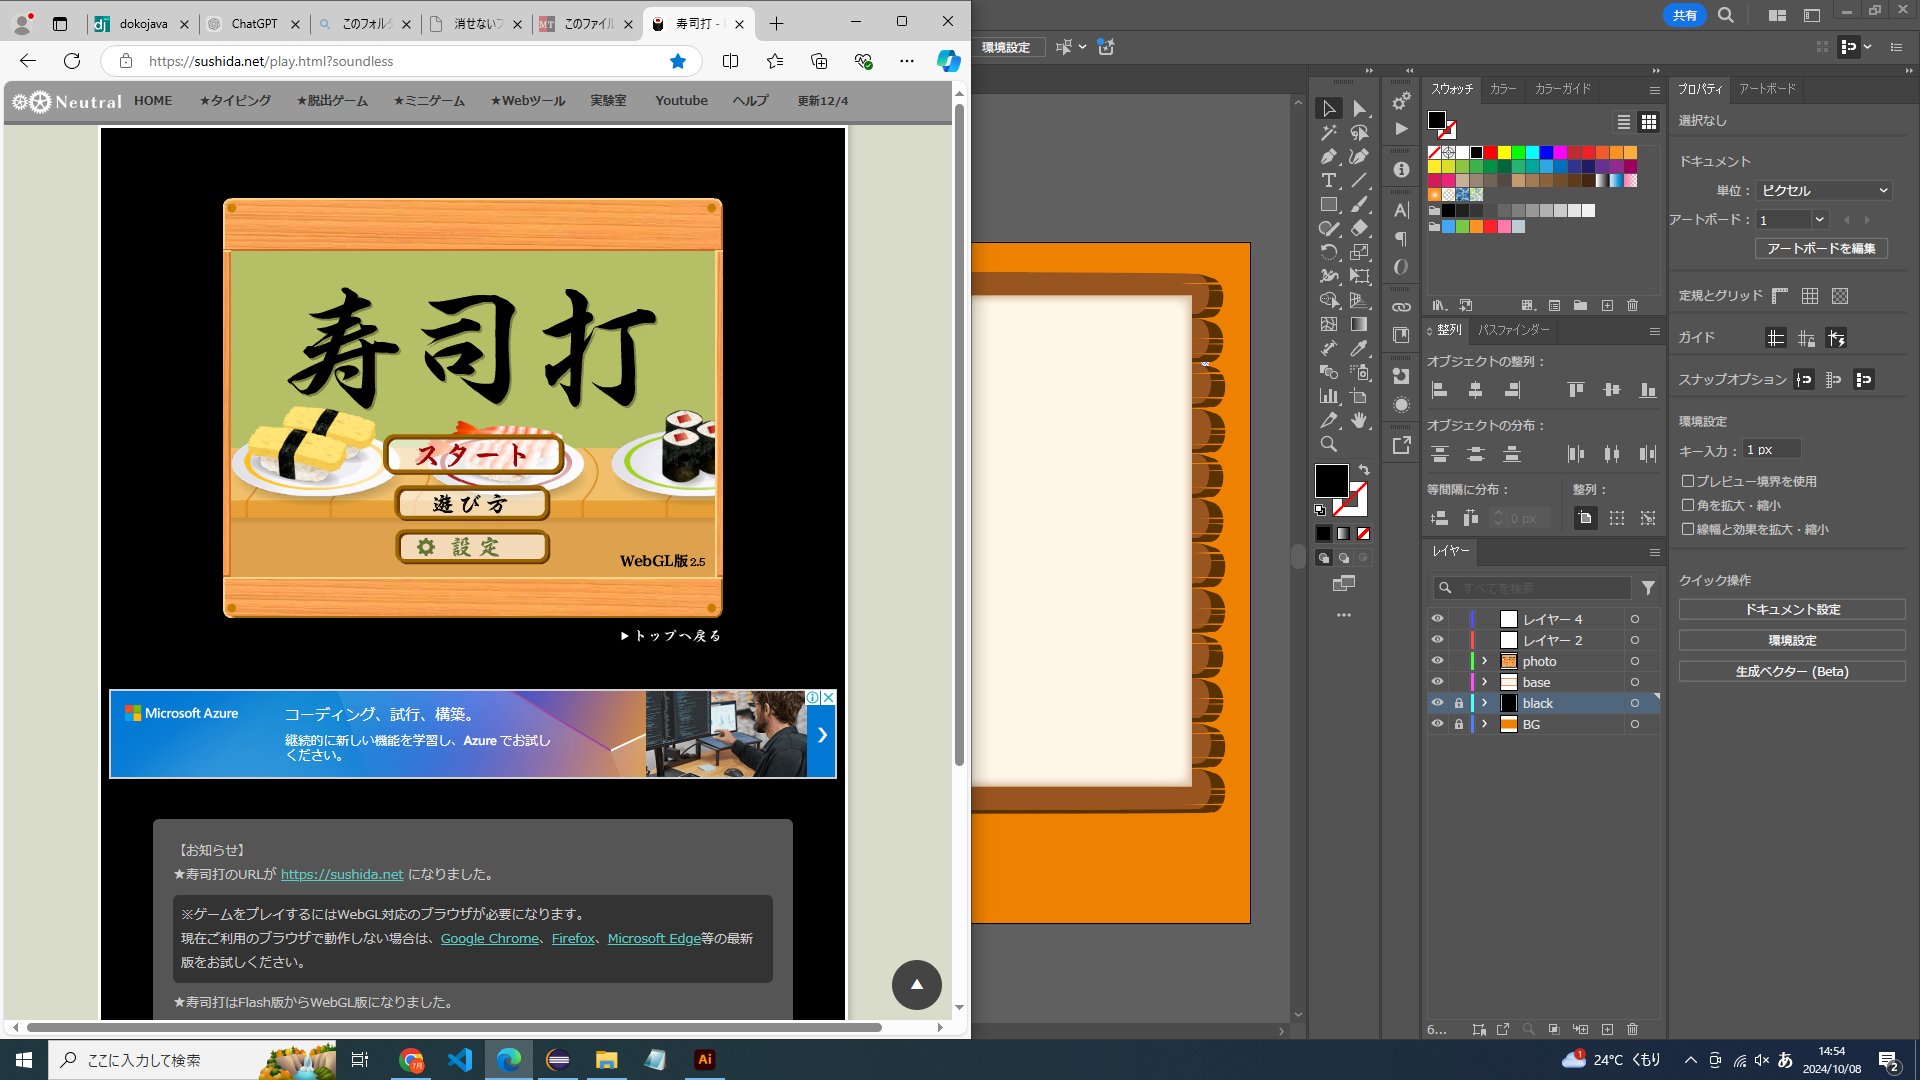 dokojava
ChatGPT
このフォルダ
消せないフ
このファイル
寿司打 -
https://sushida.net/play.html?soundless
Neutral
HOME
★タイピング
★脱出ゲーム
★ミニゲーム
★Webツール
実験室
Youtube
ヘルプ
更新12/4
寿司打
スタート
遊び方
設定
WebGL版2.5
▶トップへ戻る
Microsoft Azure
コーディング、試行、構築。
継続的に新しい機能を学習し、Azure でお試し
ください。
【お知らせ】
★寿司打のURLが https://sushida.net になりました。
※ゲームをプレイするにはWebGL対応のブラウザが必要になります。
現在ご利用のブラウザで動作しない場合は、Google Chrome、Firefox、Microsoft Edge等の最新
版をお試しください。
★寿司打はFlash版からWebGL版になりました。
共有
環境設定
スウォッチ
カラー
カラーガイド
整列
パスファインダー
オブジェクトの整列：
オブジェクトの分布：
等間隔に分布：
整列：
0 px
レイヤー
すべてを検索
レイヤー 4
レイヤー 2
photo
base
black
BG
6...
プロパティ
アートボード
選択なし
ドキュメント
単位：
ピクセル
アートボード：
1
アートボードを編集
定規とグリッド
ガイド
スナップオプション
環境設定
キー入力：
1 px
プレビュー境界を使用
角を拡大・縮小
線幅と効果を拡大・縮小
クイック操作
ドキュメント設定
環境設定
生成ベクター (Beta)
ここに入力して検索
Ai
1
24°C くもり
あ
14:54
2024/10/08
2